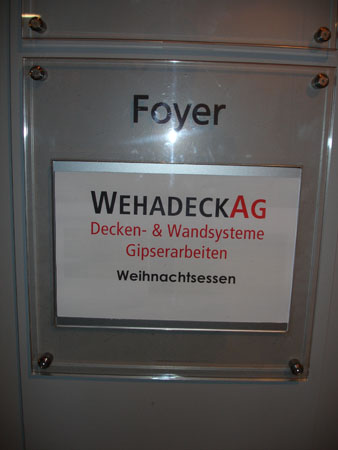 Foyer
WEHADECKAG
Decken- & Wandsysteme
Gipserarbeiten
Weihnachtsessen